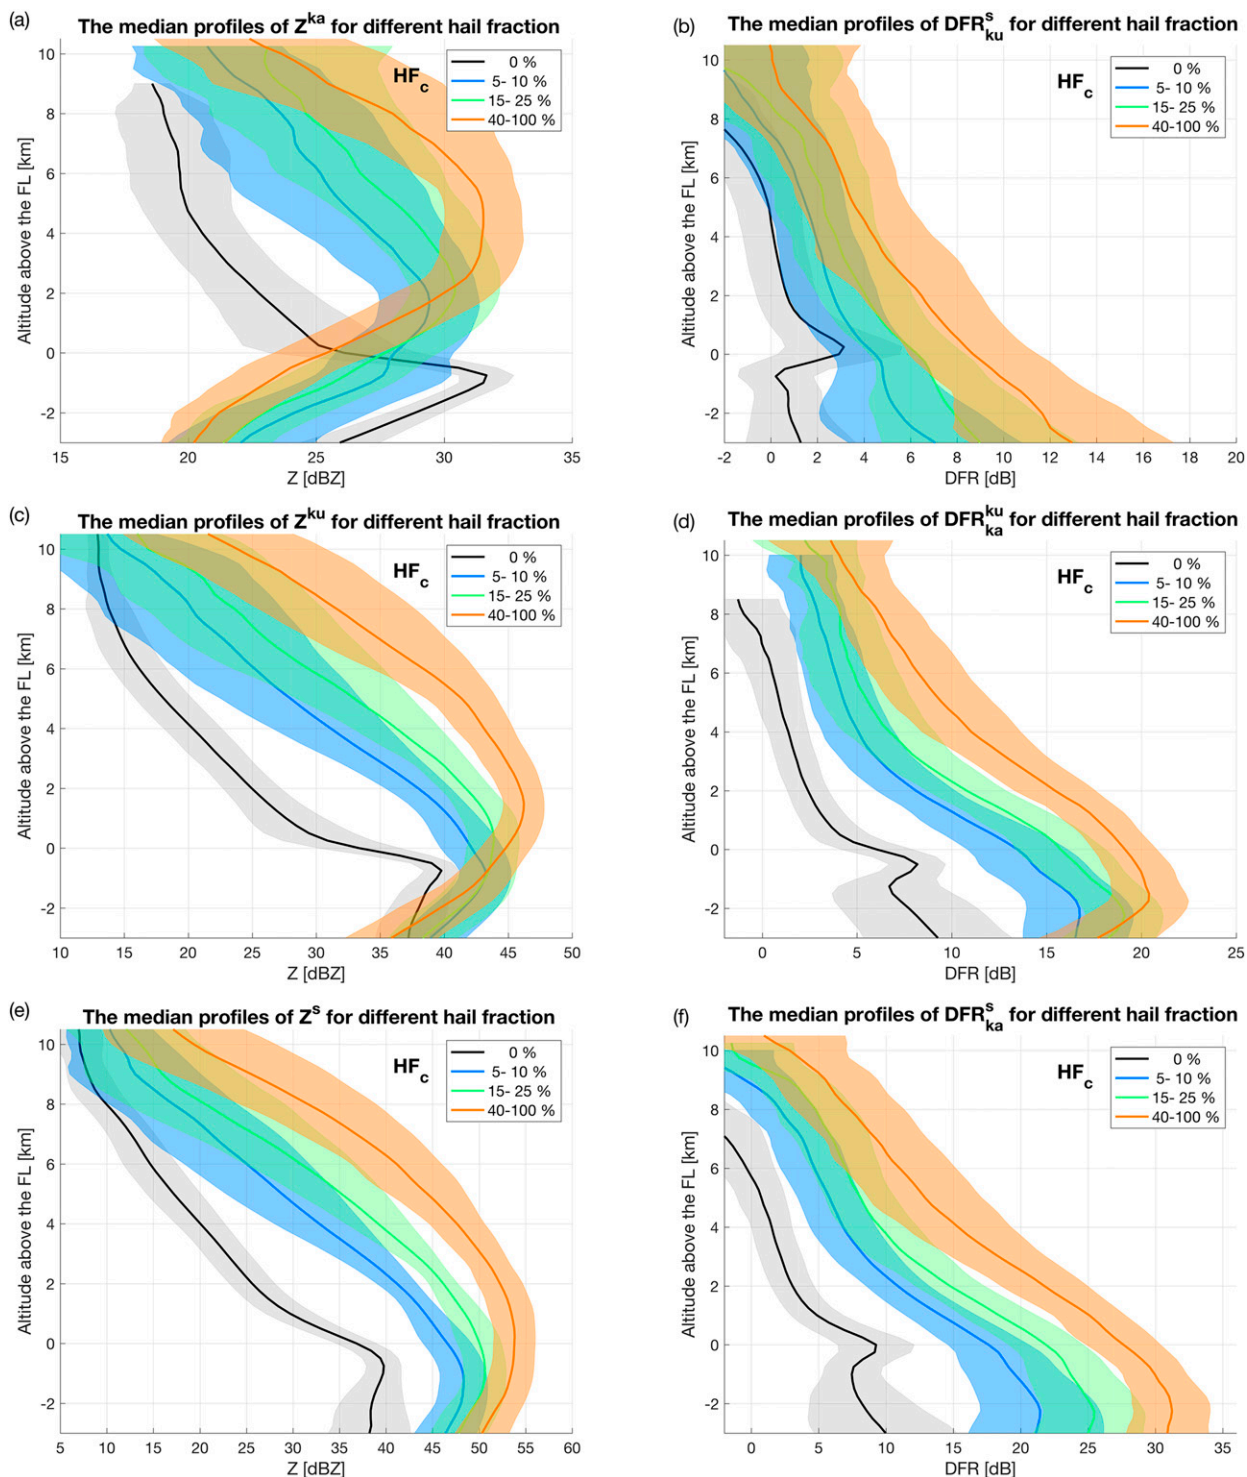 (a)
The median profiles of Z^ka for different hail fraction
HF_c
0 %
5- 10 %
15- 25 %
40-100 %
Altitude above the FL [km]
10
8
6
4
2
0
-2
15 20 25 30 35
Z [dBZ]
(b)
The median profiles of DFR^s_ku for different hail fraction
HF_c
0 %
5- 10 %
15- 25 %
40-100 %
Altitude above the FL [km]
10
8
6
4
2
0
-2
-2 0 2 4 6 8 10 12 14 16 18 20
DFR [dB]
(c)
The median profiles of Z^ku for different hail fraction
HF_c
0 %
5- 10 %
15- 25 %
40-100 %
Altitude above the FL [km]
10
8
6
4
2
0
-2
10 15 20 25 30 35 40 45 50
Z [dBZ]
(d)
The median profiles of DFR^ku_ka for different hail fraction
HF_c
0 %
5- 10 %
15- 25 %
40-100 %
Altitude above the FL [km]
10
8
6
4
2
0
-2
0 5 10 15 20 25
DFR [dB]
(e)
The median profiles of Z^s for different hail fraction
HF_c
0 %
5- 10 %
15- 25 %
40-100 %
Altitude above the FL [km]
10
8
6
4
2
0
-2
5 10 15 20 25 30 35 40 45 50 55 60
Z [dBZ]
(f)
The median profiles of DFR^s_ka for different hail fraction
HF_c
0 %
5- 10 %
15- 25 %
40-100 %
Altitude above the FL [km]
10
8
6
4
2
0
-2
0 5 10 15 20 25 30 35
DFR [dB]